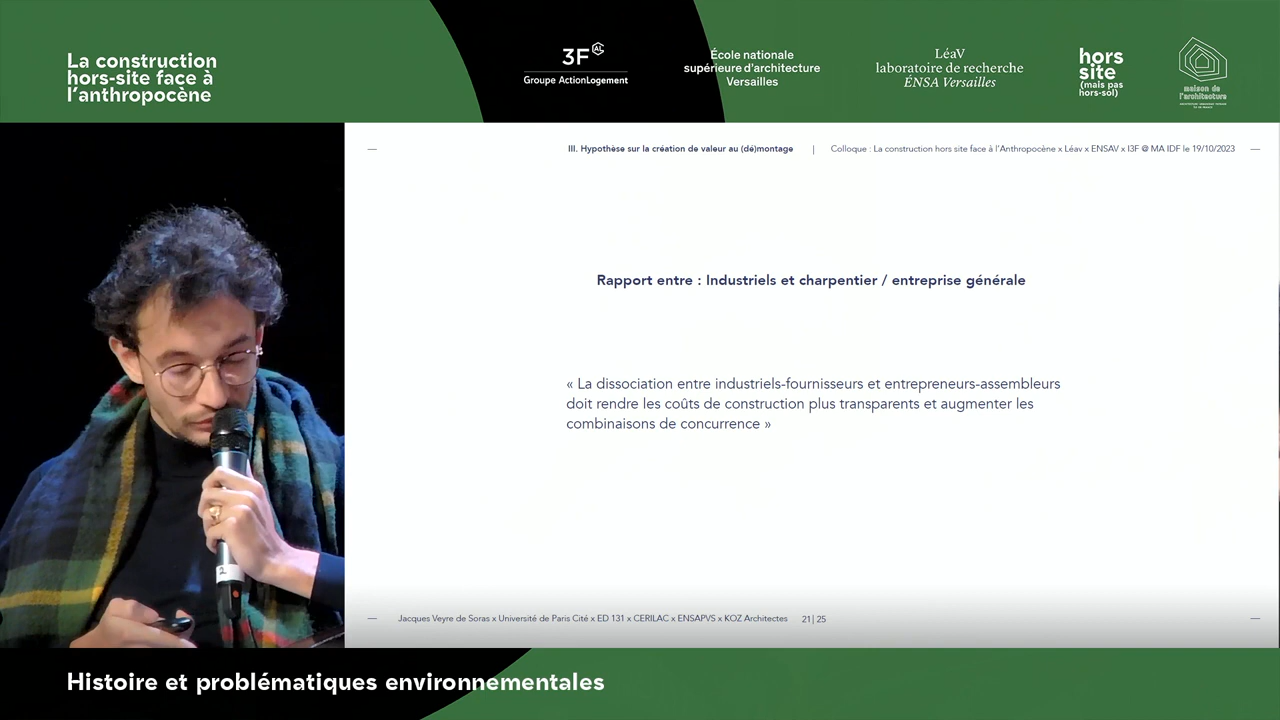 La construction
hors-site face à
l'anthropocène
3F AL
Groupe ActionLogement
École nationale
supérieure d'architecture
Versailles
LéaV
laboratoire de recherche
ÉNSA Versailles
hors
site
(mais pas
hors-sol)
maison de
l'architecture
III. Hypothèse sur la création de valeur au (dé)montage | Colloque : La construction hors site face à l'Anthropocène x Léav x ENSAV x I3F @ MA IDF le 19/10/2023
Rapport entre : Industriels et charpentier / entreprise générale
« La dissociation entre industriels-fournisseurs et entrepreneurs-assembleurs
doit rendre les coûts de construction plus transparents et augmenter les
combinaisons de concurrence »
2
Jacques Veyre de Soras x Université de Paris Cité x ED 131 x CERILAC x ENSAPVS x KOZ Architectes 21| 25
Histoire et problématiques environnementales